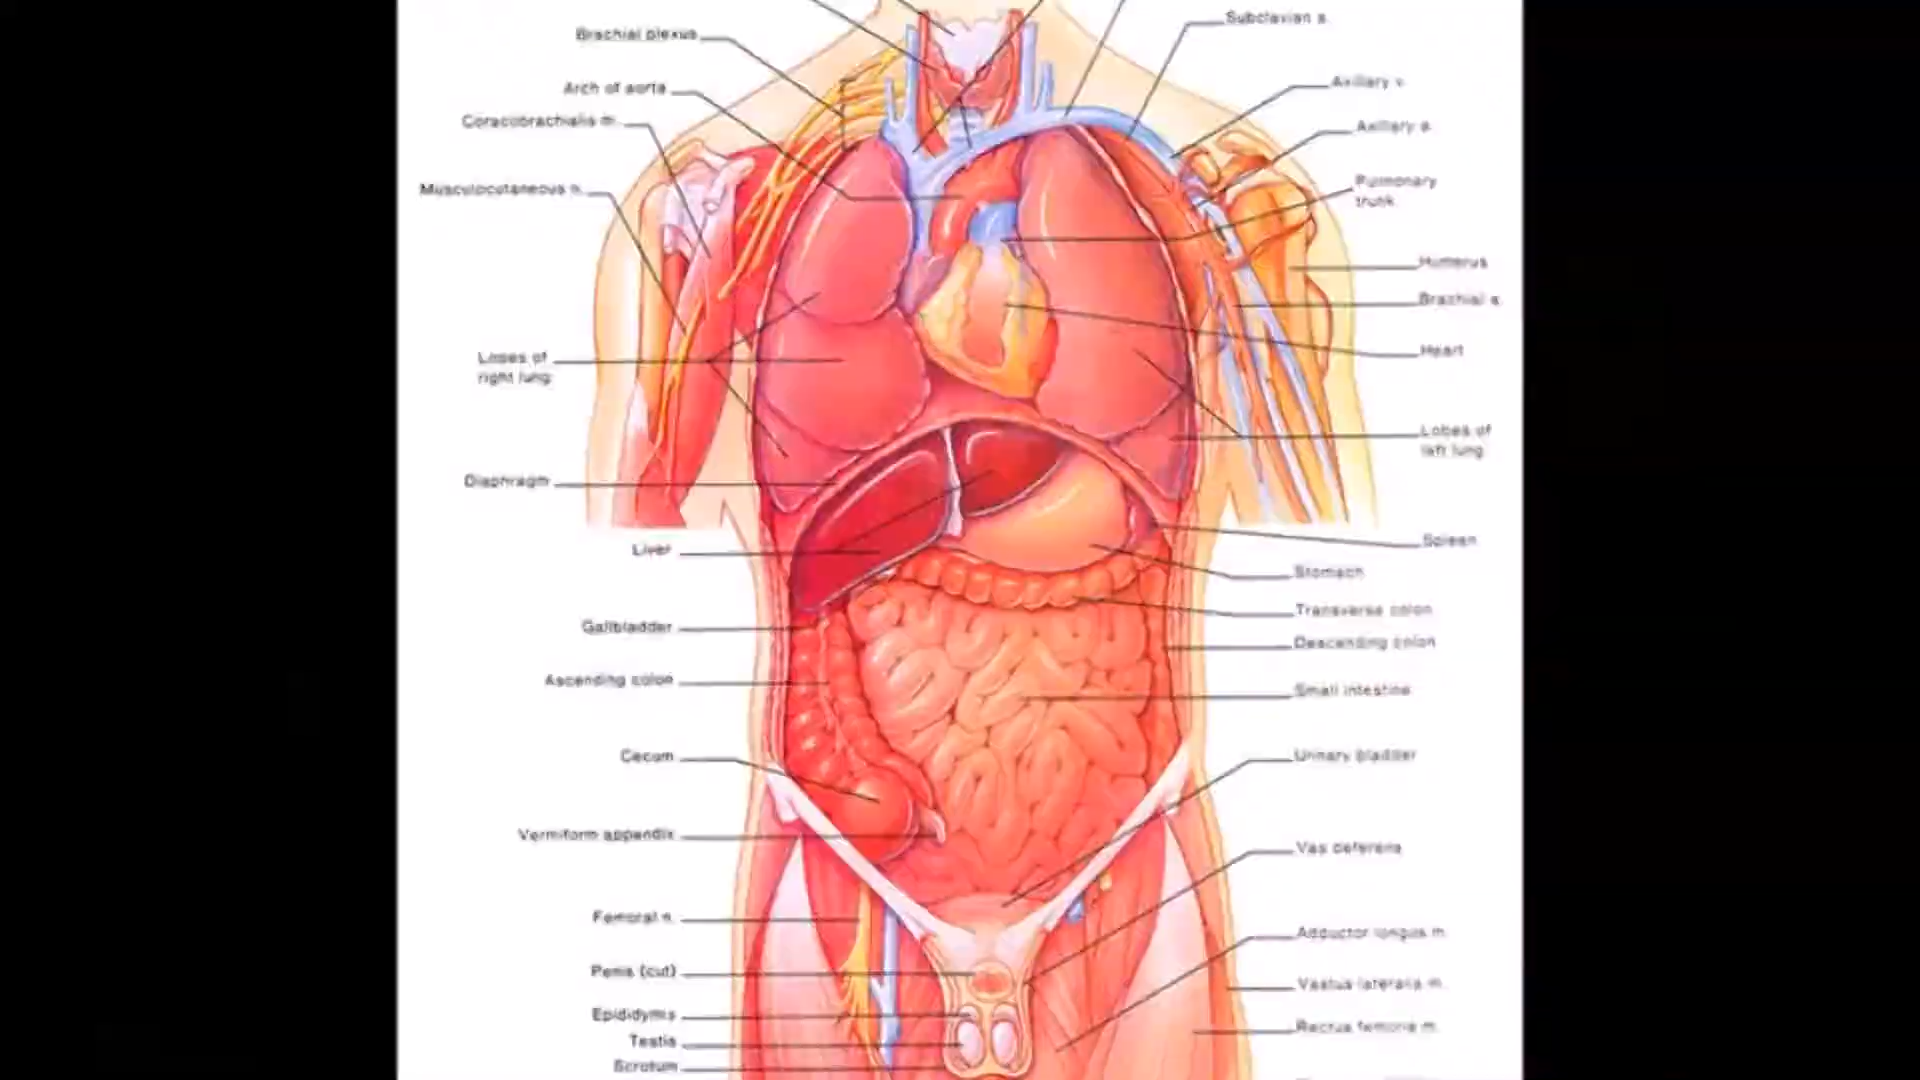 Brachial plexus
Arch of aorta
Coracobrachialis m.
Musculocutaneous n.
Lobes of
right lung
Diaphragm
Liver
Gallbladder
Ascending colon
Cecum
Vermiform appendix
Femoral n.
Penis (cut)
Epididymis
Testis
Scrotum
Subclavian a.
Axillary v.
Axillary a.
Pulmonary
trunk
Humerus
Brachial a.
Heart
Lobes of
left lung
Spleen
Stomach
Transverse colon
Descending colon
Small intestine
Urinary bladder
Vas deferens
Adductor longus m.
Vastus lateralis m.
Rectus femoris m.